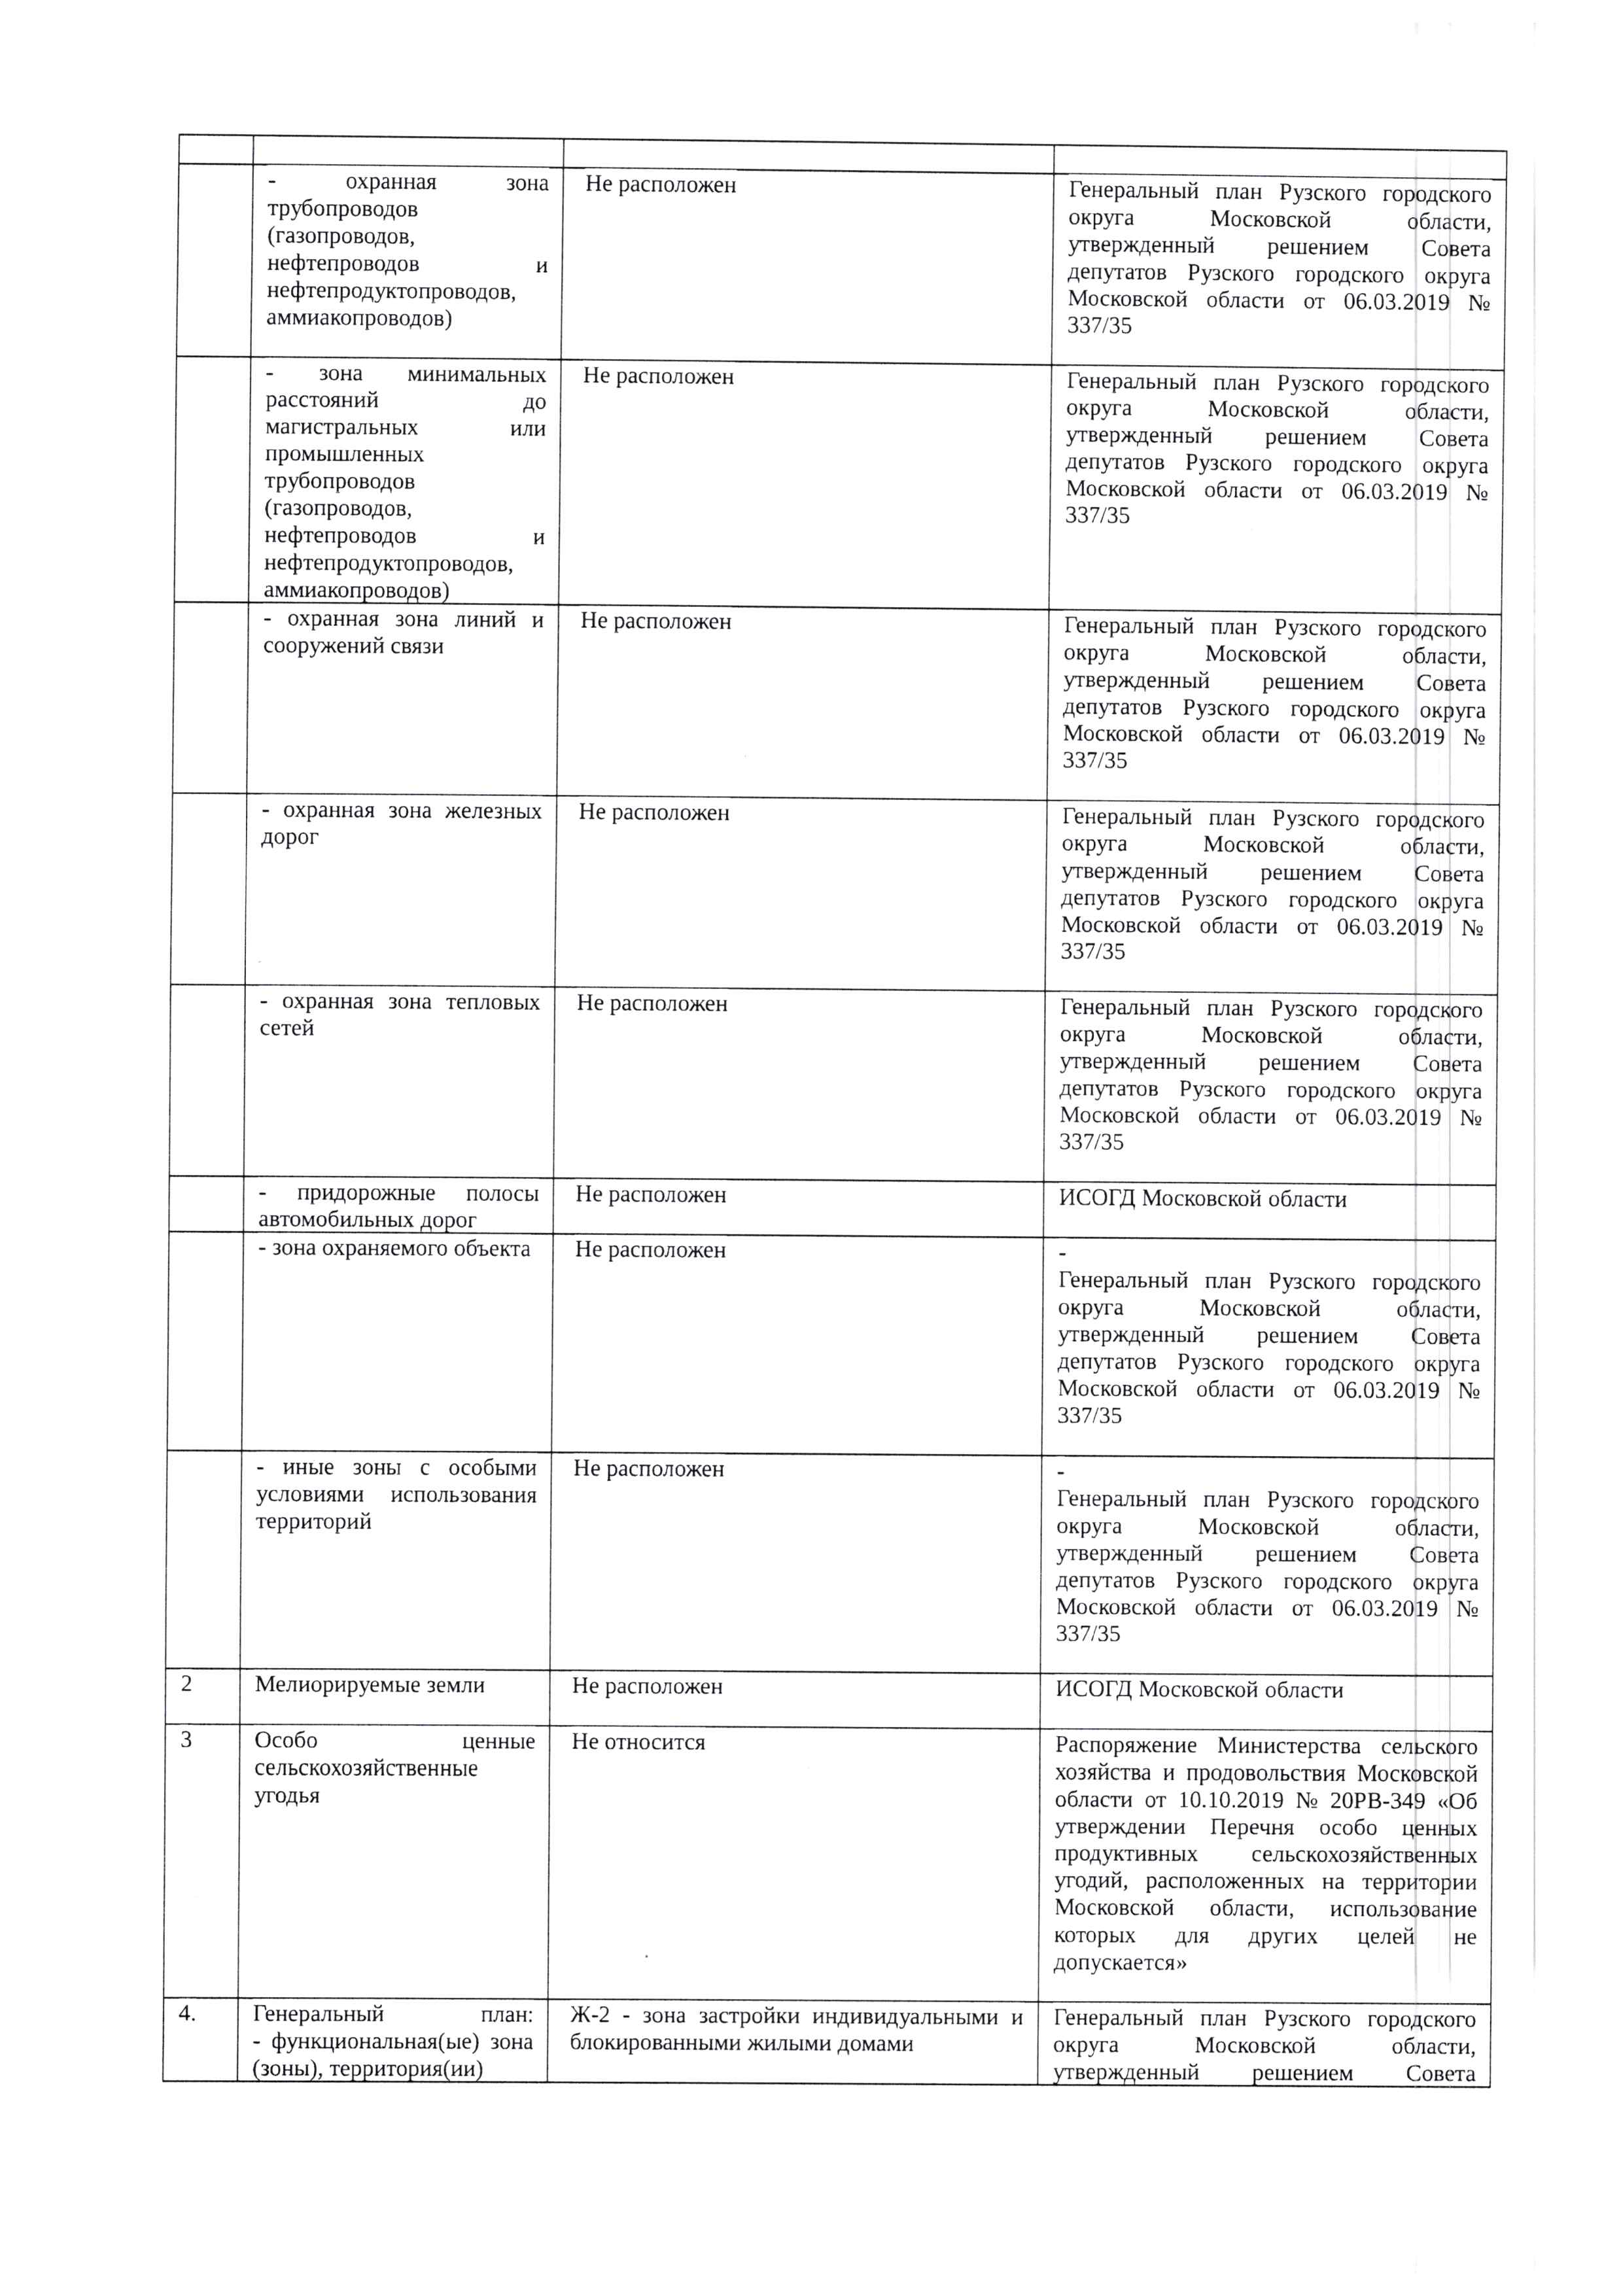 - охранная зона
трубопроводов
(газопроводов,
нефтепроводов и
нефтепродуктопроводов,
аммиакопроводов)
Не расположен
Генеральный план Рузского городского
округа Московской области,
утвержденный решением Совета
депутатов Рузского городского округа
Московской области от 06.03.2019 №
337/35
- зона минимальных
расстояний до
магистральных или
промышленных
трубопроводов
(газопроводов,
нефтепроводов и
нефтепродуктопроводов,
аммиакопроводов)
Не расположен
Генеральный план Рузского городского
округа Московской области,
утвержденный решением Совета
депутатов Рузского городского округа
Московской области от 06.03.2019 №
337/35
- охранная зона линий и
сооружений связи
Не расположен
Генеральный план Рузского городского
округа Московской области,
утвержденный решением Совета
депутатов Рузского городского округа
Московской области от 06.03.2019 №
337/35
- охранная зона железных
дорог
Не расположен
Генеральный план Рузского городского
округа Московской области,
утвержденный решением Совета
депутатов Рузского городского округа
Московской области от 06.03.2019 №
337/35
- охранная зона тепловых
сетей
Не расположен
Генеральный план Рузского городского
округа Московской области,
утвержденный решением Совета
депутатов Рузского городского округа
Московской области от 06.03.2019 №
337/35
- придорожные полосы
автомобильных дорог
Не расположен
ИСОГД Московской области
- зона охраняемого объекта
Не расположен
-
Генеральный план Рузского городского
округа Московской области,
утвержденный решением Совета
депутатов Рузского городского округа
Московской области от 06.03.2019 №
337/35
- иные зоны с особыми
условиями использования
территорий
Не расположен
-
Генеральный план Рузского городского
округа Московской области,
утвержденный решением Совета
депутатов Рузского городского округа
Московской области от 06.03.2019 №
337/35
2
Мелиорируемые земли
Не расположен
ИСОГД Московской области
3
Особо ценные
сельскохозяйственные
угодья
Не относится
Распоряжение Министерства сельского
хозяйства и продовольствия Московской
области от 10.10.2019 № 20РВ-349 «Об
утверждении Перечня особо ценных
продуктивных сельскохозяйственных
угодий, расположенных на территории
Московской области, использование
которых для других целей не
допускается»
4.
Генеральный план:
- функциональная(ые) зона
(зоны), территория(ии)
Ж-2 - зона застройки индивидуальными и
блокированными жилыми домами
Генеральный план Рузского городского
округа Московской области,
утвержденный решением Совета